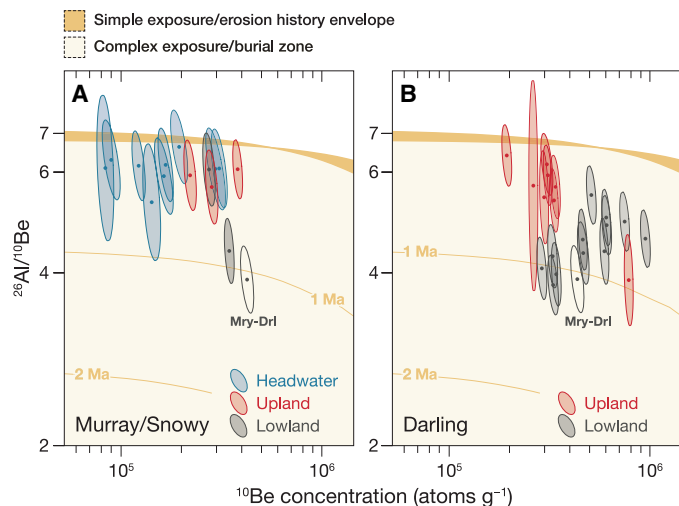 Simple exposure/erosion history envelope
Complex exposure/burial zone
A
B
7
6
4
2
7
6
4
2
²⁶Al/¹⁰Be
1 Ma
2 Ma
Mry-Drl
Headwater
Upland
Lowland
Murray/Snowy
1 Ma
2 Ma
Mry-Drl
Upland
Lowland
Darling
10⁵
10⁶
10⁵
10⁶
¹⁰Be concentration (atoms g⁻¹)